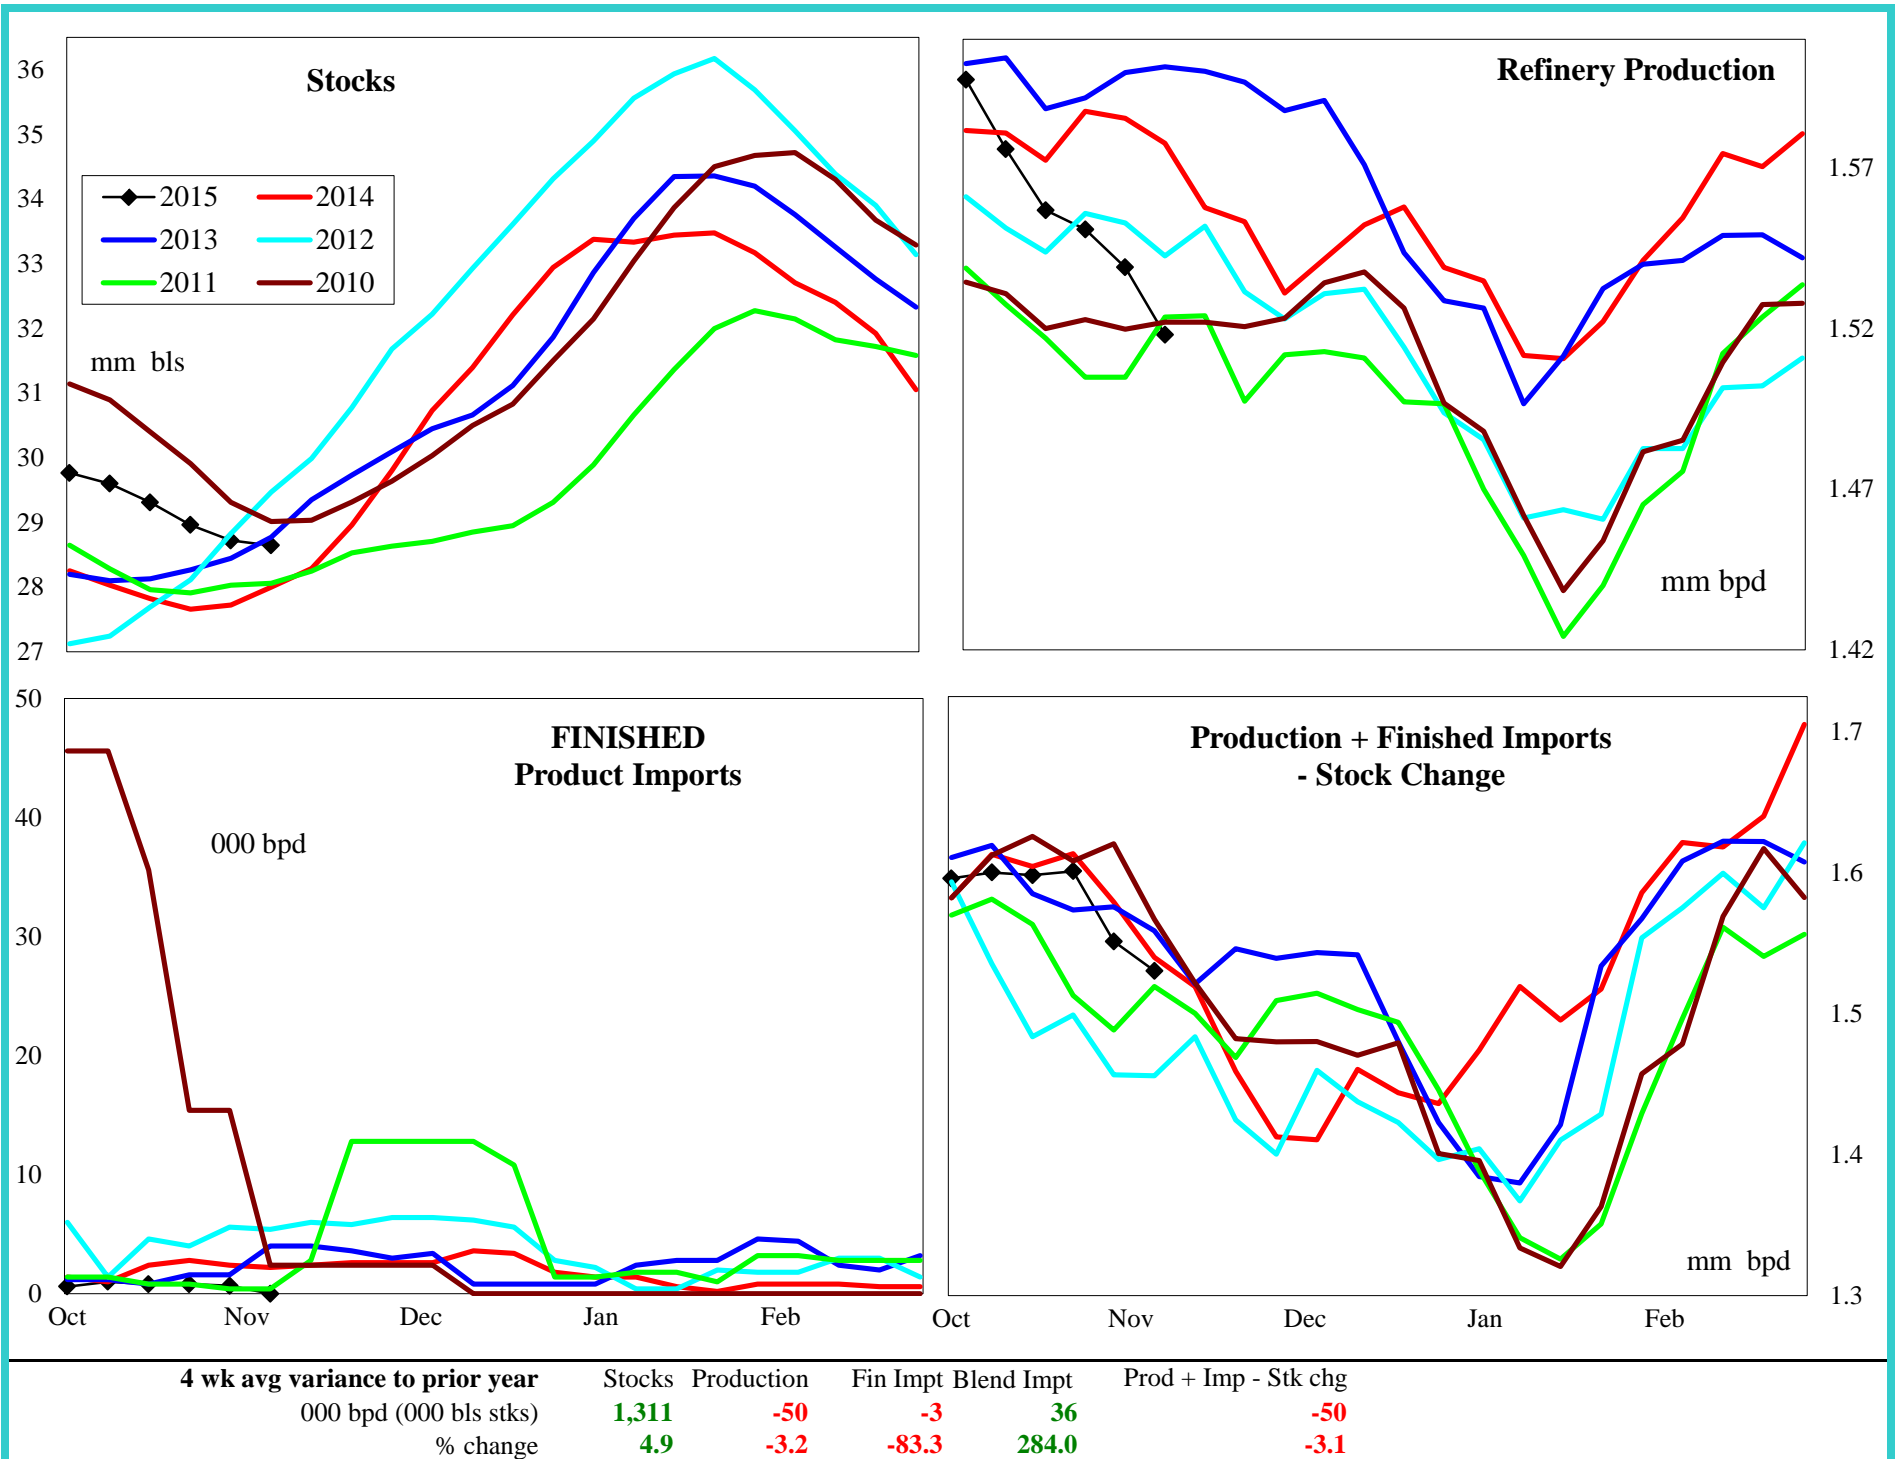 Stocks
36
35
34
33
32
31
30
29
28
27
2015 2014
2013 2012
2011 2010
mm bls
Refinery Production
1.57
1.52
1.47
1.42
mm bpd
FINISHED
Product Imports
50
40
30
20
10
0
000 bpd
Oct Nov Dec Jan Feb
Production + Finished Imports
- Stock Change
1.7
1.6
1.5
1.4
1.3
mm bpd
Oct Nov Dec Jan Feb
4 wk avg variance to prior year Stocks Production Fin Impt Blend Impt Prod + Imp - Stk chg
000 bpd (000 bls stks) 1,311 -50 -3 36 -50
% change 4.9 -3.2 -83.3 284.0 -3.1